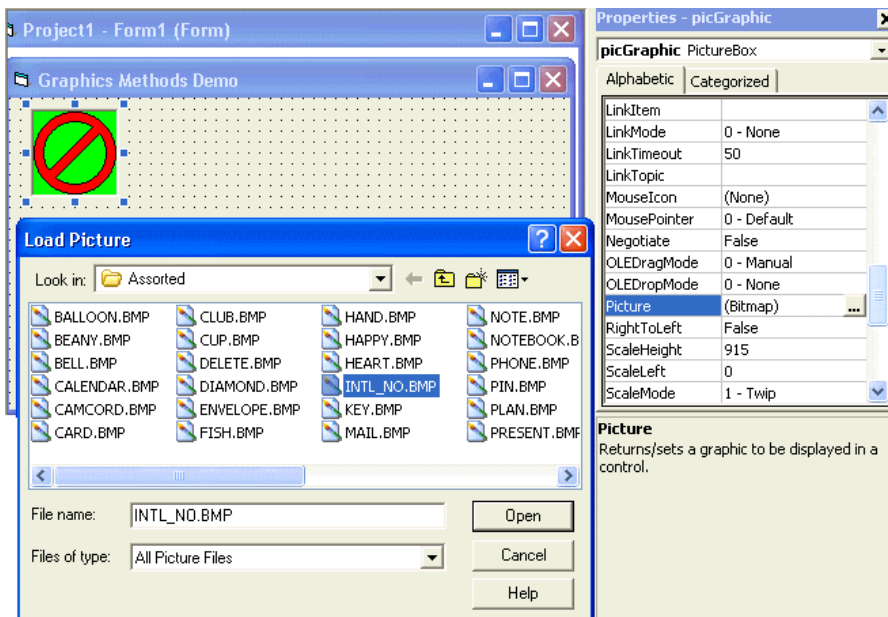 Project1 - Form1 (Form)
Graphics Methods Demo
Load Picture
Look in: Assorted
BALLOON.BMP CLUB.BMP HAND.BMP NOTE.BMP
BEANY.BMP CUP.BMP HAPPY.BMP NOTEBOOK.B
BELL.BMP DELETE.BMP HEART.BMP PHONE.BMP
CALENDAR.BMP DIAMOND.BMP INTL_NO.BMP PIN.BMP
CAMCORD.BMP ENVELOPE.BMP KEY.BMP PLAN.BMP
CARD.BMP FISH.BMP MAIL.BMP PRESENT.BMP
File name: INTL_NO.BMP Open
Files of type: All Picture Files Cancel
Help
Properties - picGraphic
picGraphic PictureBox
Alphabetic Categorized
LinkItem
LinkMode 0 - None
LinkTimeout 50
LinkTopic
MouseIcon (None)
MousePointer 0 - Default
Negotiate False
OLEDragMode 0 - Manual
OLEDropMode 0 - None
Picture (Bitmap) ...
RightToLeft False
ScaleHeight 915
ScaleLeft 0
ScaleMode 1 - Twip
Picture
Returns/sets a graphic to be displayed in a
control.